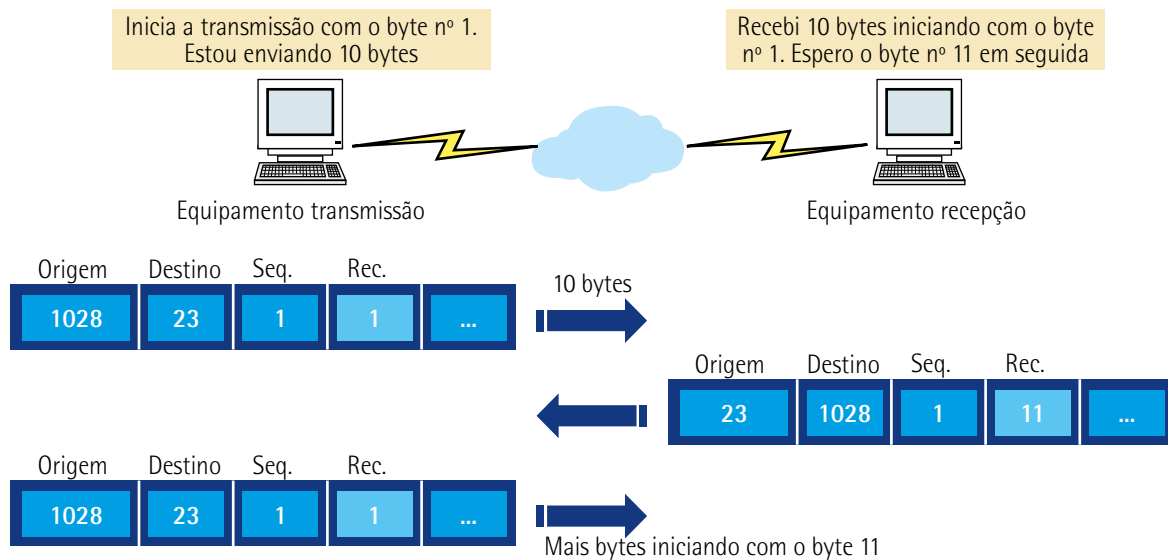 Inicia a transmissão com o byte nº 1.
Estou enviando 10 bytes
Recebi 10 bytes iniciando com o byte
nº 1. Espero o byte nº 11 em seguida
Equipamento transmissão
Equipamento recepção
Origem Destino Seq. Rec.
1028 23 1 1 ...
10 bytes
Origem Destino Seq. Rec.
23 1028 1 11 ...
Origem Destino Seq. Rec.
1028 23 1 1 ...
Mais bytes iniciando com o byte 11